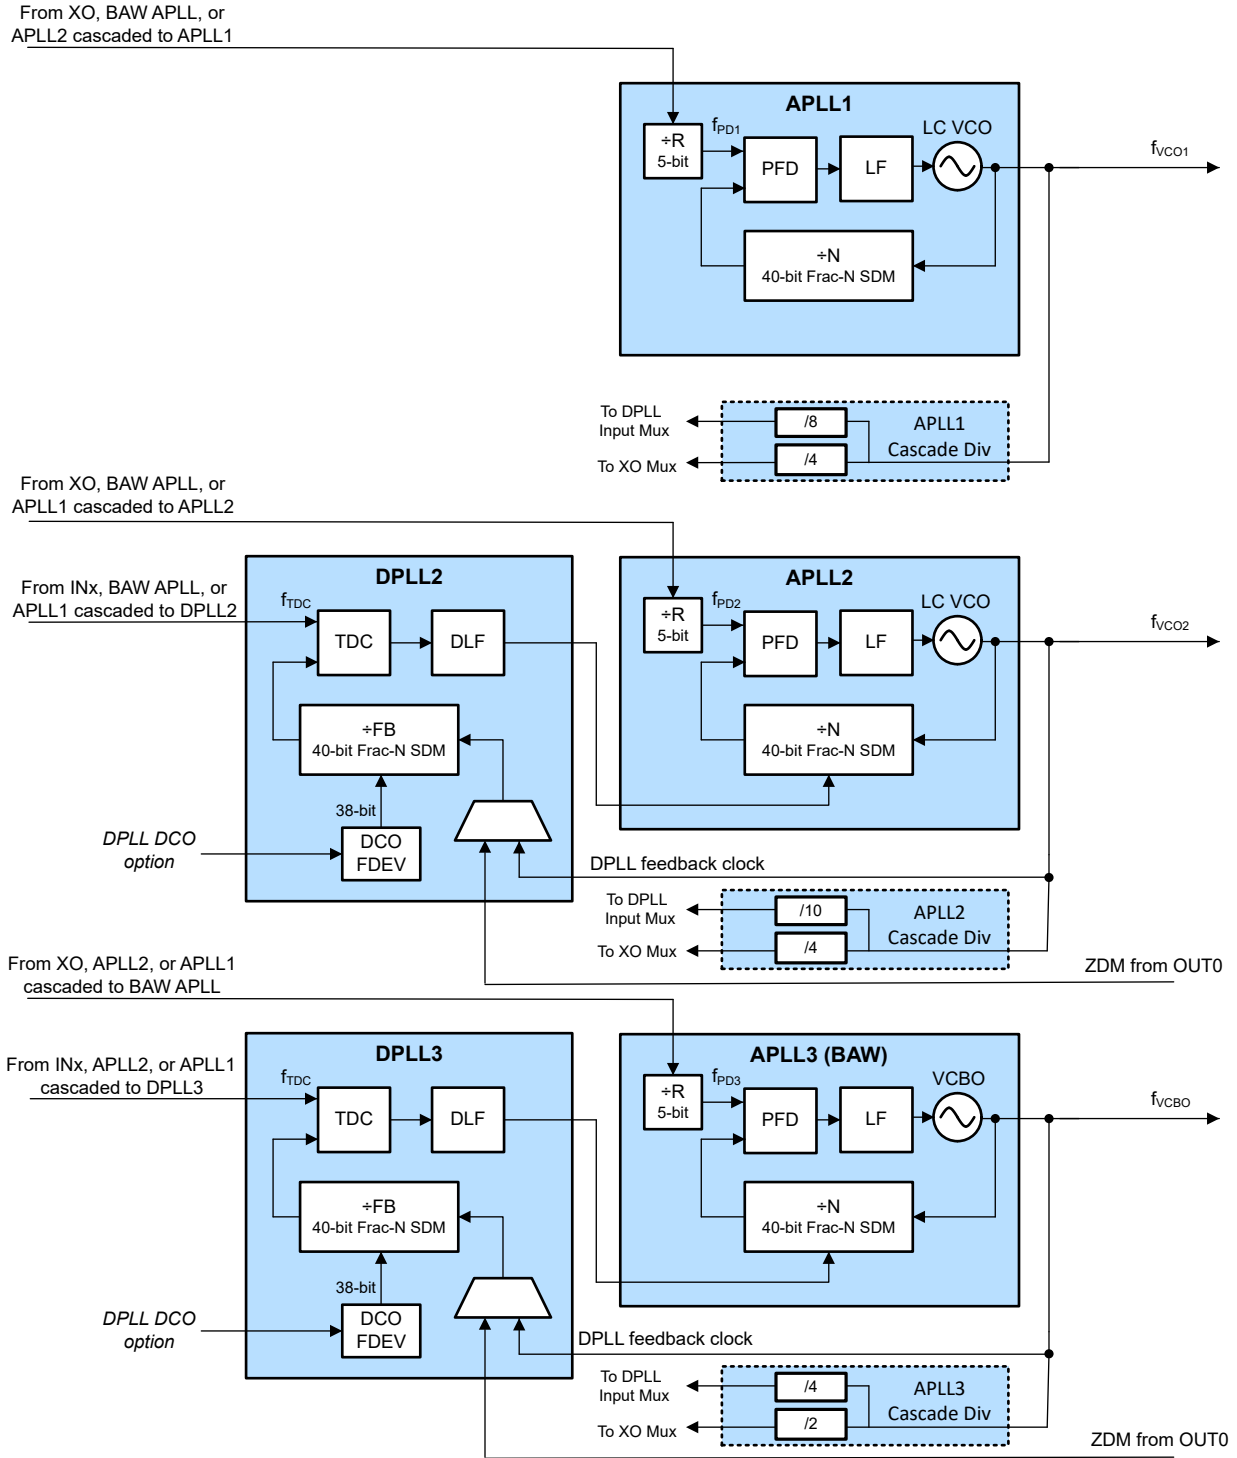 From XO, BAW APLL, or
APLL2 cascaded to APLL1
APLL1
÷R
5-bit
fPD1
PFD
LF
LC VCO
fVCO1
÷N
40-bit Frac-N SDM
To DPLL
Input Mux
/8
To XO Mux
/4
APLL1
Cascade Div
From XO, BAW APLL, or
APLL1 cascaded to APLL2
DPLL2
From INx, BAW APLL, or
APLL1 cascaded to DPLL2
fTDC
TDC
DLF
÷FB
40-bit Frac-N SDM
38-bit
DPLL DCO
option
DCO
FDEV
APLL2
÷R
5-bit
fPD2
PFD
LF
LC VCO
fVCO2
÷N
40-bit Frac-N SDM
DPLL feedback clock
To DPLL
Input Mux
/10
To XO Mux
/4
APLL2
Cascade Div
ZDM from OUT0
From XO, APLL2, or APLL1
cascaded to BAW APLL
DPLL3
From INx, APLL2, or APLL1
cascaded to DPLL3
fTDC
TDC
DLF
÷FB
40-bit Frac-N SDM
38-bit
DPLL DCO
option
DCO
FDEV
APLL3 (BAW)
÷R
5-bit
fPD3
PFD
LF
VCBO
fVCBO
÷N
40-bit Frac-N SDM
DPLL feedback clock
To DPLL
Input Mux
/4
To XO Mux
/2
APLL3
Cascade Div
ZDM from OUT0